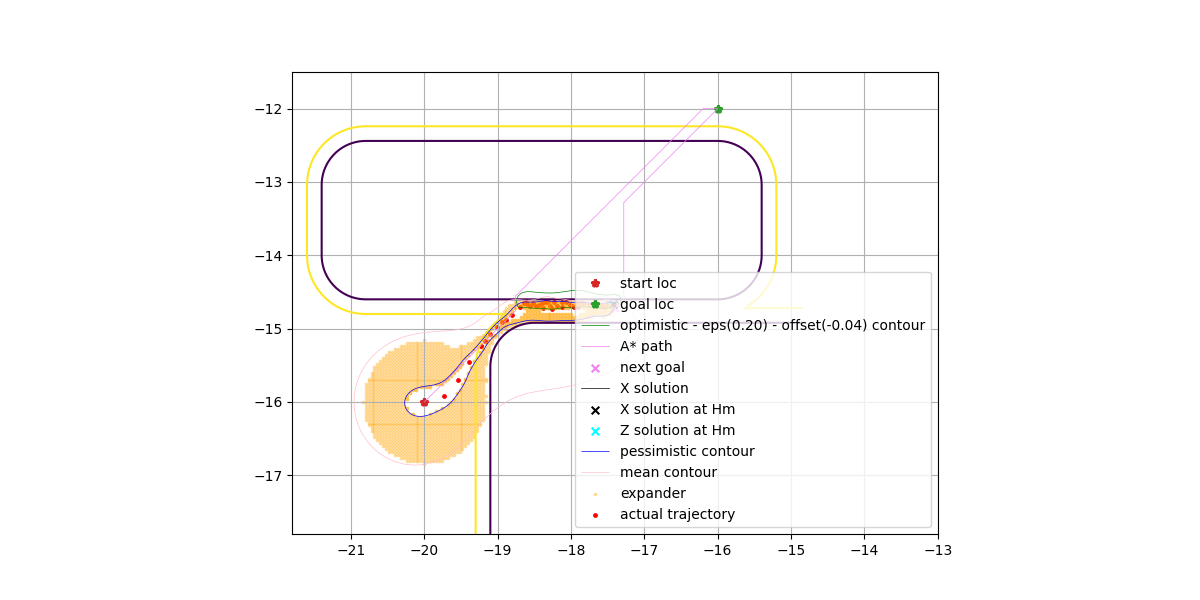 −12
−13
−14
−15
−16
−17
−21
−20
−19
−18
−17
−16
−15
−14
−13
start loc
goal loc
optimistic - eps(0.20) - offset(-0.04) contour
A* path
next goal
X solution
X solution at Hm
Z solution at Hm
pessimistic contour
mean contour
expander
actual trajectory